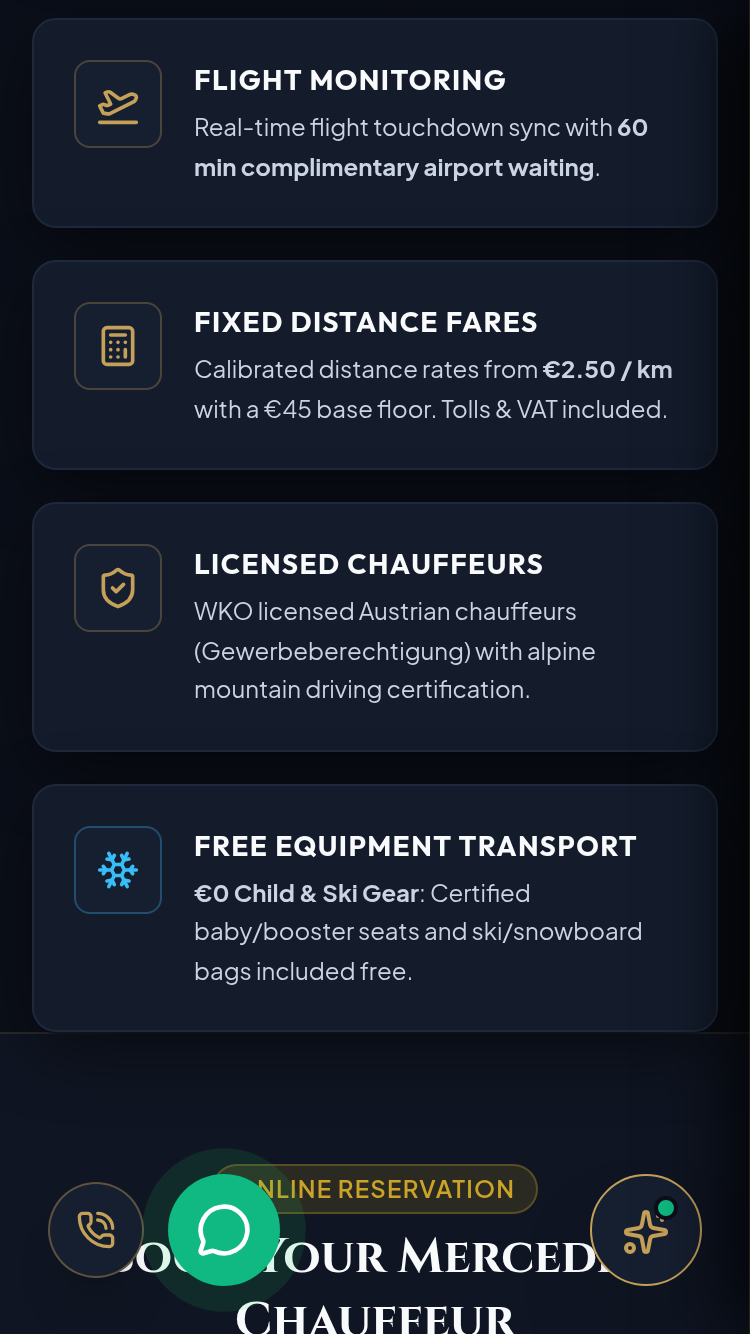 FLIGHT MONITORING
Real-time flight touchdown sync with 60
min complimentary airport waiting.
FIXED DISTANCE FARES
Calibrated distance rates from €2.50 / km
with a €45 base floor. Tolls & VAT included.
LICENSED CHAUFFEURS
WKO licensed Austrian chauffeurs
(Gewerbeberechtigung) with alpine
mountain driving certification.
FREE EQUIPMENT TRANSPORT
€0 Child & Ski Gear: Certified
baby/booster seats and ski/snowboard
bags included free.
RESERVATION
Your
Chauffeur